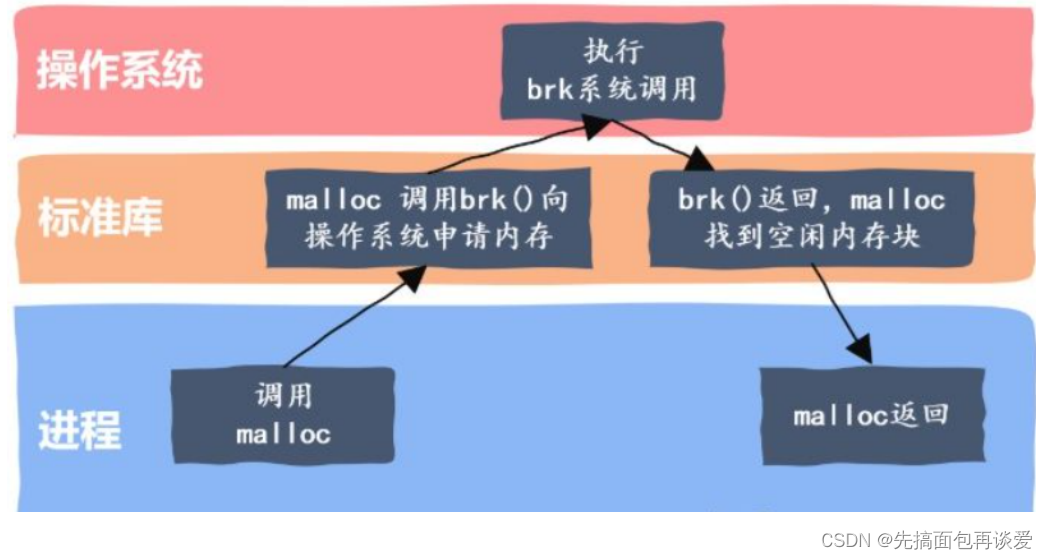 操作系统
执行
brk系统调用
标准库
malloc 调用brk()向
操作系统申请内存
brk()返回, malloc
找到空闲内存块
进程
调用
malloc
malloc返回
CSDN @先搞面包再谈爱